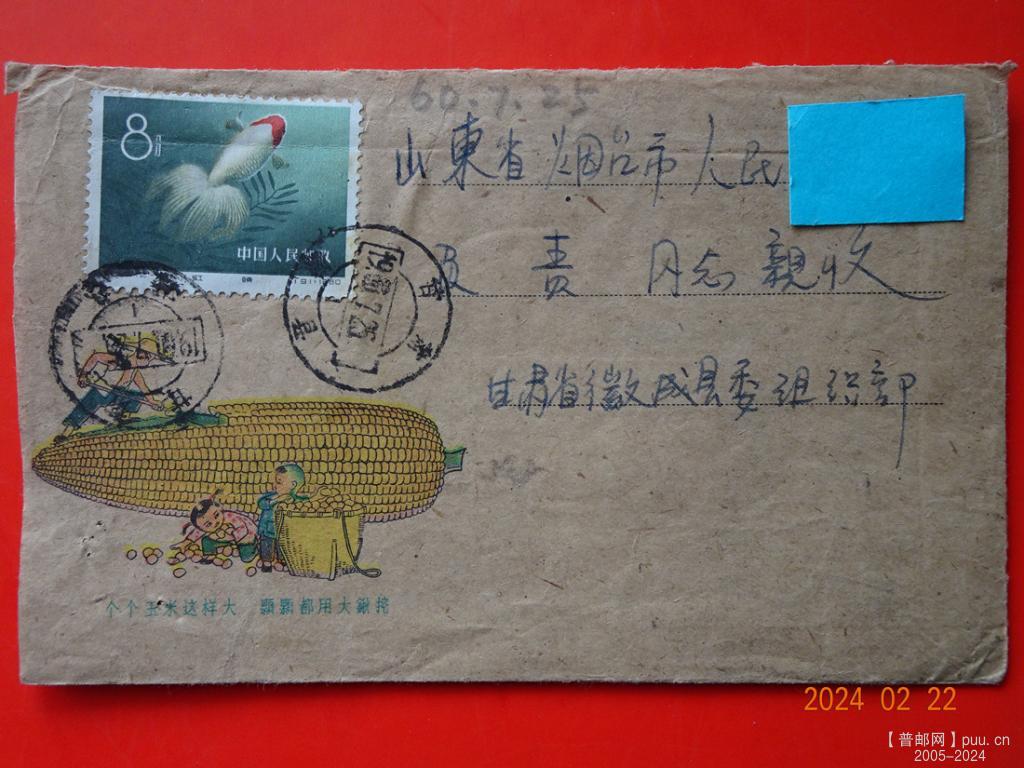 60.7.25
8分
中国人民邮政
山東省烟台市人民
負責同志親收
甘肃省徽成县委组织部
个个玉米这样大 颗颗都用大鍬挖
2024 02 22
【普邮网】puu.cn
2005-2024